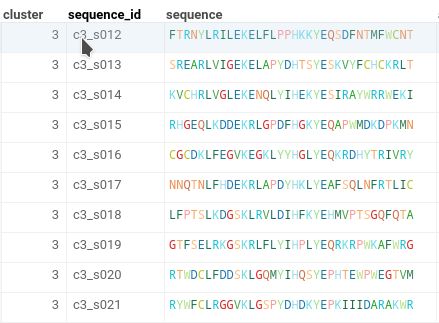 cluster sequence_id sequence
3 c3_s012 FTRNYLRILEKELFLPPHKKYEQSDFNTMFWCNT
3 c3_s013 SREARLVIGEKELAPYDHTSYESKVYFCHCKRLT
3 c3_s014 KVCHRLVGLEKENQLYIHEKYESIRAYWRRWEKI
3 c3_s015 RHGEQLKDDEKRLGPDFHGKYEQAPWMDKDPKMN
3 c3_s016 CGCDKLFEGVKEGKLYYHGLYEQKRDHYTRIVRY
3 c3_s017 NNQTNLFHDEKRLAPDYHKLYEAFSQLNFRTLIC
3 c3_s018 LFPTSLKDGSKLRVLDIHFKYEHMVPTSGQFQTA
3 c3_s019 GTFSELRKGSKRLFLYIHPLYEQRKRPWKAFWRG
3 c3_s020 RTWDCLFDDSKLGQMYIHQSYEPHTEWPWEGTVM
3 c3_s021 RYWFCLRGGVKLGSPYDHDKYEPKIIIDARAKWR